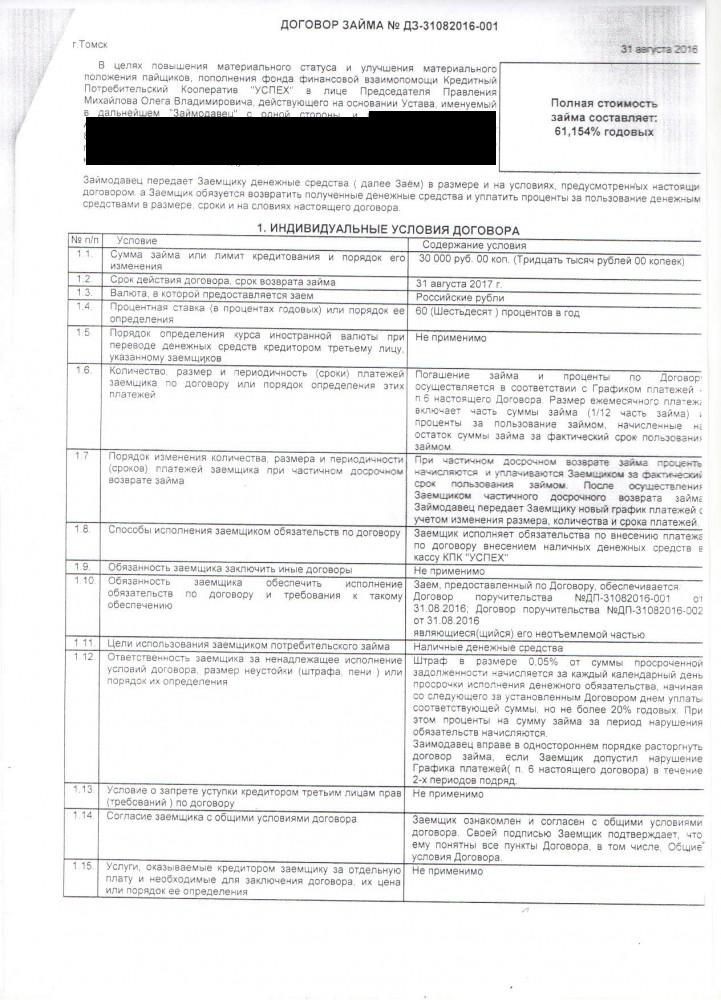 ДОГОВОР ЗАЙМА № ДЗ-31082016-001
г.Томск
31 августа 2016
В целях повышения материального статуса и улучшения материального
положения пайщиков, пополнения фонда финансовой взаимопомощи Кредитный
Потребительский Кооператив "УСПЕХ" в лице Председателя Правления
Михайлова Олега Владимировича, действующего на основании Устава, именуемый
в дальнейшем "Займодавец" с одной стороны, и
Полная стоимость
займа составляет:
61,154% годовых
Займодавец передает Заемщику денежные средства ( далее Заём) в размере и на условиях, предусмотренных настоящи
договором, а Заемщик обязуется возвратить полученные денежные средства и уплатить проценты за пользование денежным
средствами в размере, сроки и на словиях настоящего договора.
1. ИНДИВИДУАЛЬНЫЕ УСЛОВИЯ ДОГОВОРА
№ п/п Условие Содержание условия
1.1. Сумма займа или лимит кредитования и порядок его
изменения
30 000 руб. 00 коп. (Тридцать тысяч рублей 00 копеек)
1.2. Срок действия договора, срок возврата займа 31 августа 2017 г.
1.3. Валюта, в которой предоставляется заем Российские рубли
1.4. Процентная ставка (в процентах годовых) или порядок ее
определения
60 (Шестьдесят ) процентов в год
1.5 Порядок определения курса иностранной валюты при
переводе денежных средств кредитором третьему лицу,
указанному заемщиков
Не применимо
1.6. Количество, размер и периодичность (сроки) платежей
заемщика по договору или порядок определения этих
платежей
Погашение займа и проценты по Договор
осуществляется в соответствии с Графиком платежей -
п.6 настоящего Договора. Размер ежемесячного платеж
включает часть суммы займа (1/12 часть займа)
проценты за пользование займом, начисленные на
остаток суммы займа за фактический срок пользовани
займом.
1.7 Порядок изменения количества, размера и периодичности
(сроков) платежей заемщика при частичном досрочном
возврате займа
При частичном досрочном возврате займа процент
начисляются и уплачиваются Заемщиком за фактически
срок пользования займом. После осуществлени
Заемщиком частичного досрочного возврата займа
Займодавец передает Заемщику новый график платежей с
учетом изменения размера, количества и срока платежей.
1.8. Способы исполнения заемщиком обязательств по договору
Заемщик исполняет обязательства по внесению платежа
по договору внесением наличных денежных средств в
кассу КПК "УСПЕХ"
1.9. Обязанность заемщика заключить иные договоры Не применимо
1.10. Обязанность заемщика обеспечить исполнение
обязательств по договору и требования к такому
обеспечению
Заем, предоставленный по Договору, обеспечивается:
Договор поручительства №ДП-31082016-001 от
31.08.2016; Договор поручительства №ДП-31082016-002
от 31.08.2016
являющиеся(щийся) его неотъемлемой частью
1.11. Цели использования заемщиком потребительского займа Наличные денежные средства
1.12. Ответственность заемщика за ненадлежащее исполнение
условий договора, размер неустойки (штрафа, пени ) или
порядок их определения
Штраф в размере 0,05% от суммы просроченной
задолженности начисляется за каждый календарный день
просрочки исполнения денежного обязательства, начиная
со следующего за установленным Договором днем уплаты
соответствующей суммы, но не более 20% годовых. При
этом проценты на сумму займа за период нарушения
обязательств начисляются.
Заимодавец вправе в одностороннем порядке расторгнуть
договор займа, если Заемщик допустил нарушение
Графика платежей( п. 6 настоящего договора) в течение
2-х периодов подряд.
1.13. Условие о запрете уступки кредитором третьим лицам прав
(требований ) по договору
Не применимо
1.14. Согласие заемщика с общими условиями договора
Заемщик ознакомлен и согласен с общими условиями
договора. Своей подписью Заемщик подтверждает, что
ему понятны все пункты Договора, в том числе, Общие
условия Договора.
1.15. Услуги, оказываемые кредитором заемщику за отдельную
плату и необходимые для заключения договора, их цена
или порядок ее определения
Не применимо